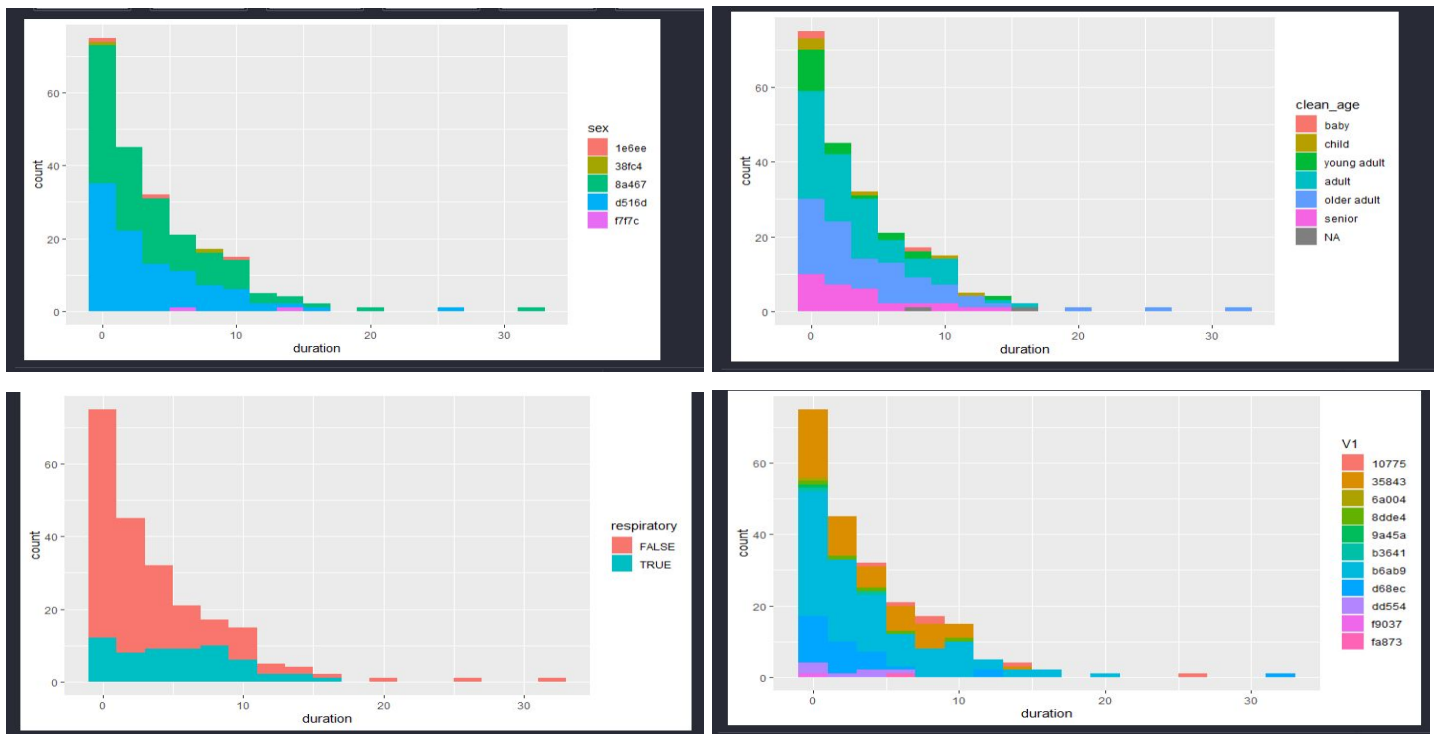 count
60
40
20
0
0
10
20
30
duration
sex
1e6ee
38fc4
8a467
d516d
f7f7c
count
60
40
20
0
0
10
20
30
duration
clean_age
baby
child
young adult
adult
older adult
senior
NA
count
60
40
20
0
0
10
20
30
duration
respiratory
FALSE
TRUE
count
60
40
20
0
0
10
20
30
duration
V1
10775
35843
6a004
8dde4
9a45a
b3641
b6ab9
d68ec
dd554
f9037
fa873